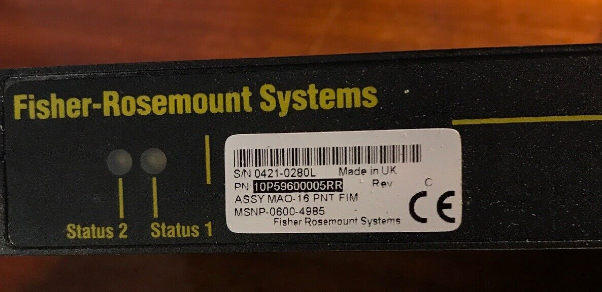 Fisher-Rosemount Systems
S/N 0421-0280L Made in UK
PN: 10P59600005RR Rev C
ASSY MAO-16 PNT FIM
MSNP-0600-4985
Fisher Rosemount Systems
CE
Status 2 Status 1